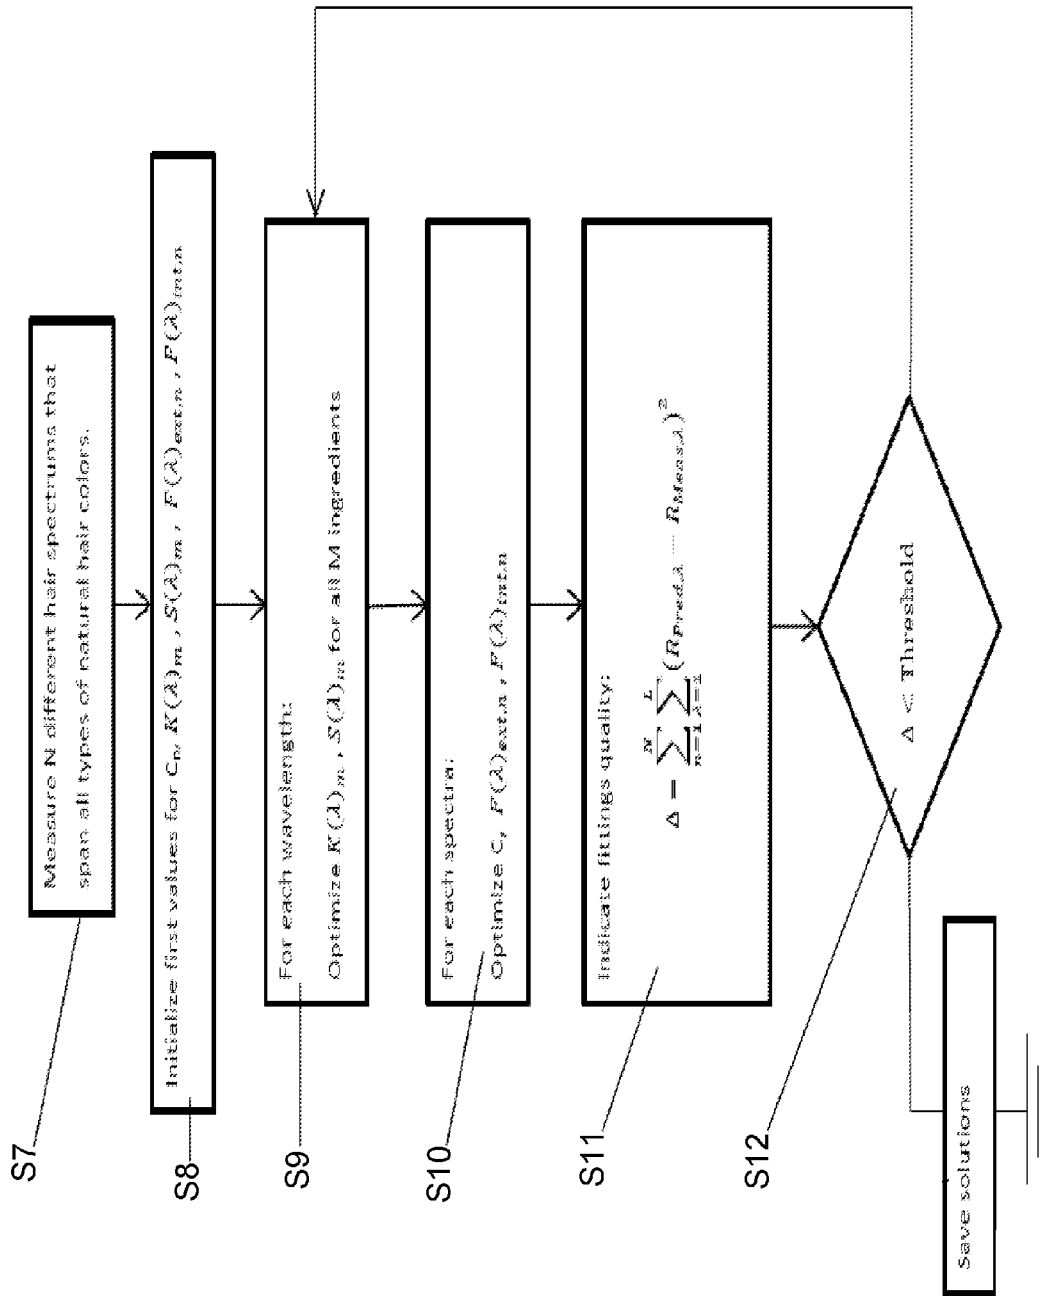 S7
Measure N different hair spectrums that
span all types of natural hair colors.
S8
Initialize first values for Cₙ, K(λ)ₘ, S(λ)ₘ, F(λ)ext,n, F(λ)int,n
S9
For each wavelength:
Optimize K(λ)ₘ, S(λ)ₘ for all M ingredients
S10
For each spectra:
Optimize C, F(λ)ext,n, F(λ)int,n
S11
Indicate fittings quality:
Δ = ∑ₙ₌₁ᴺ ∑λ₌₁ᴸ (R_Pred,λ − R_Meas,λ)²
S12
Δ < Threshold
Save solutions